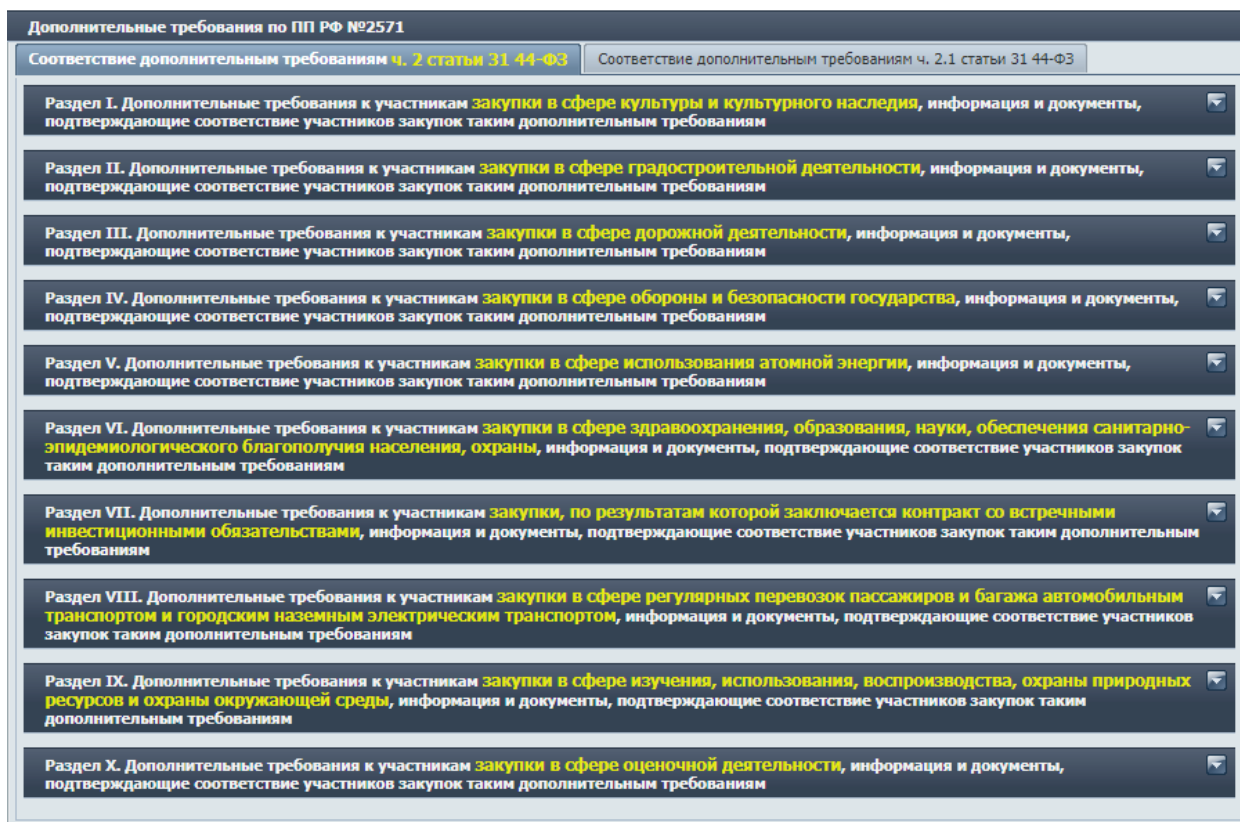 Дополнительные требования по ПП РФ №2571
Соответствие дополнительным требованиям ч. 2 статьи 31 44-ФЗ
Соответствие дополнительным требованиям ч. 2.1 статьи 31 44-ФЗ
Раздел I. Дополнительные требования к участникам закупки в сфере культуры и культурного наследия, информация и документы,
подтверждающие соответствие участников закупок таким дополнительным требованиям
Раздел II. Дополнительные требования к участникам закупки в сфере градостроительной деятельности, информация и документы,
подтверждающие соответствие участников закупок таким дополнительным требованиям
Раздел III. Дополнительные требования к участникам закупки в сфере дорожной деятельности, информация и документы,
подтверждающие соответствие участников закупок таким дополнительным требованиям
Раздел IV. Дополнительные требования к участникам закупки в сфере обороны и безопасности государства, информация и документы,
подтверждающие соответствие участников закупок таким дополнительным требованиям
Раздел V. Дополнительные требования к участникам закупки в сфере использования атомной энергии, информация и документы,
подтверждающие соответствие участников закупок таким дополнительным требованиям
Раздел VI. Дополнительные требования к участникам закупки в сфере здравоохранения, образования, науки, обеспечения санитарно-
эпидемиологического благополучия населения, охраны, информация и документы, подтверждающие соответствие участников закупок
таким дополнительным требованиям
Раздел VII. Дополнительные требования к участникам закупки, по результатам которой заключается контракт со встречными
инвестиционными обязательствами, информация и документы, подтверждающие соответствие участников закупок таким дополнительным
требованиям
Раздел VIII. Дополнительные требования к участникам закупки в сфере регулярных перевозок пассажиров и багажа автомобильным
транспортом и городским наземным электрическим транспортом, информация и документы, подтверждающие соответствие участников
закупок таким дополнительным требованиям
Раздел IX. Дополнительные требования к участникам закупки в сфере изучения, использования, воспроизводства, охраны природных
ресурсов и охраны окружающей среды, информация и документы, подтверждающие соответствие участников закупок таким
дополнительным требованиям
Раздел X. Дополнительные требования к участникам закупки в сфере оценочной деятельности, информация и документы,
подтверждающие соответствие участников закупок таким дополнительным требованиям